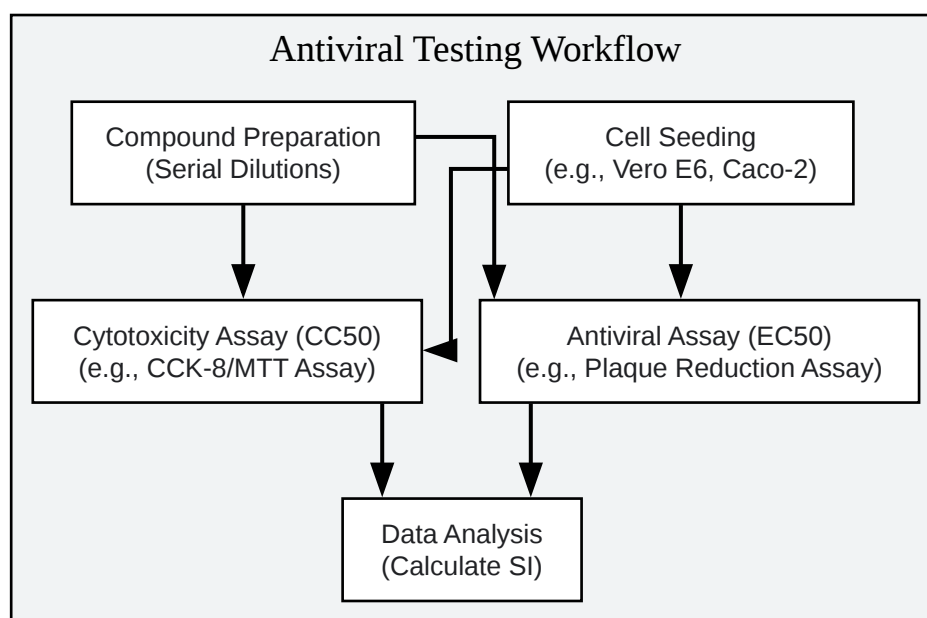 Antiviral Testing Workflow
Compound Preparation
(Serial Dilutions)
Cell Seeding
(e.g., Vero E6, Caco-2)
Cytotoxicity Assay (CC50)
(e.g., CCK-8/MTT Assay)
Antiviral Assay (EC50)
(e.g., Plaque Reduction Assay)
Data Analysis
(Calculate SI)